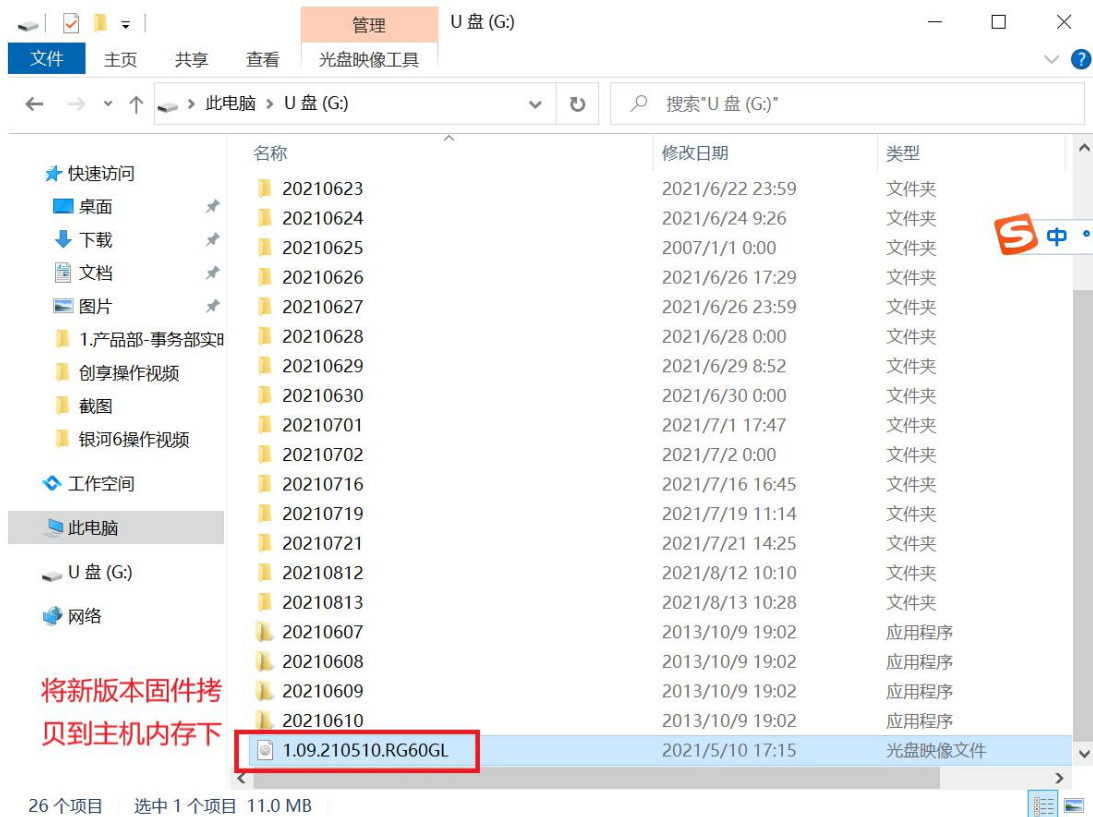 管理
U 盘 (G:)
文件
主页
共享
查看
光盘映像工具
此电脑
U 盘 (G:)
搜索"U 盘 (G:)"
名称
修改日期
类型
快速访问
桌面
下载
文档
图片
1.产品部-事务部实时
创享操作视频
截图
银河6操作视频
工作空间
此电脑
U 盘 (G:)
网络
20210623 2021/6/22 23:59 文件夹
20210624 2021/6/24 9:26 文件夹
20210625 2007/1/1 0:00 文件夹
20210626 2021/6/26 17:29 文件夹
20210627 2021/6/26 23:59 文件夹
20210628 2021/6/28 0:00 文件夹
20210629 2021/6/29 8:52 文件夹
20210630 2021/6/30 0:00 文件夹
20210701 2021/7/1 17:47 文件夹
20210702 2021/7/2 0:00 文件夹
20210716 2021/7/16 16:45 文件夹
20210719 2021/7/19 11:14 文件夹
20210721 2021/7/21 14:25 文件夹
20210812 2021/8/12 10:10 文件夹
20210813 2021/8/13 10:28 文件夹
20210607 2013/10/9 19:02 应用程序
20210608 2013/10/9 19:02 应用程序
20210609 2013/10/9 19:02 应用程序
20210610 2013/10/9 19:02 应用程序
1.09.210510.RG60GL 2021/5/10 17:15 光盘映像文件
中
将新版本固件拷
贝到主机内存下
26 个项目
选中 1 个项目 11.0 MB